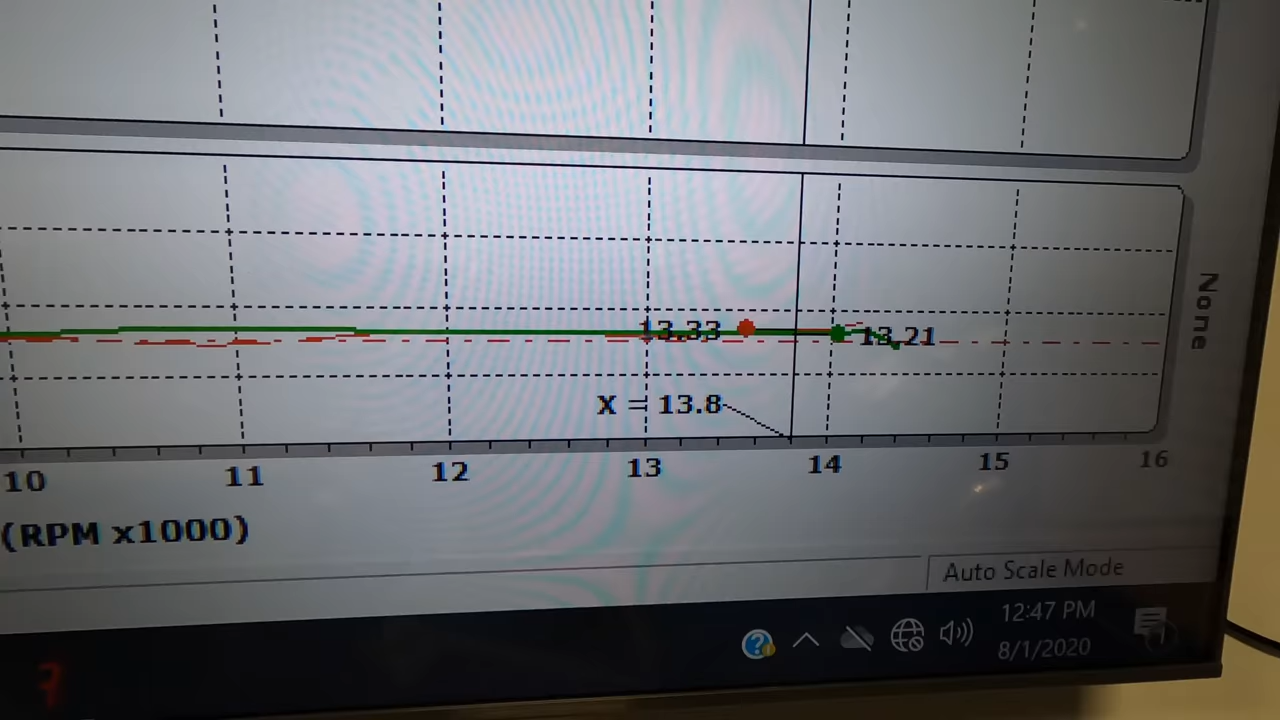 None
13.33
13.21
X = 13.8
10 11 12 13 14 15 16
(RPM x1000)
Auto Scale Mode
12:47 PM
8/1/2020
7